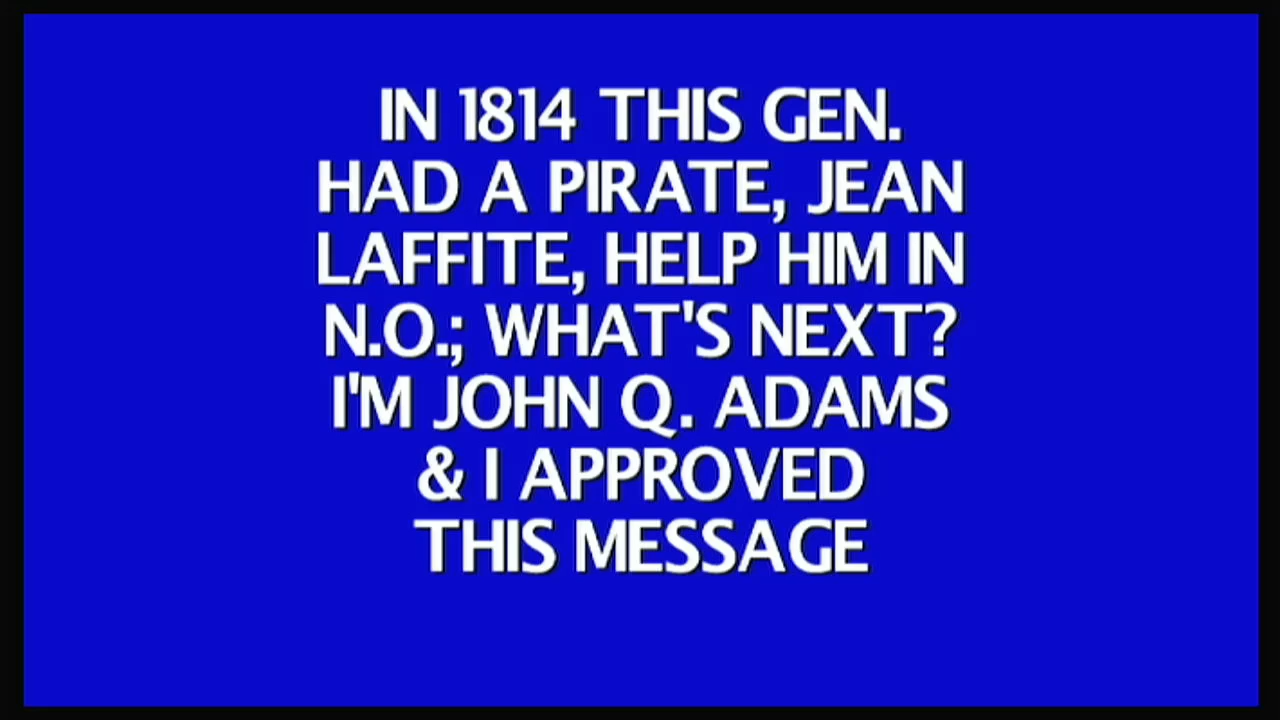 IN 1814 THIS GEN.
HAD A PIRATE, JEAN
LAFFITE, HELP HIM IN
N.O.; WHAT'S NEXT?
I'M JOHN Q. ADAMS
& I APPROVED
THIS MESSAGE